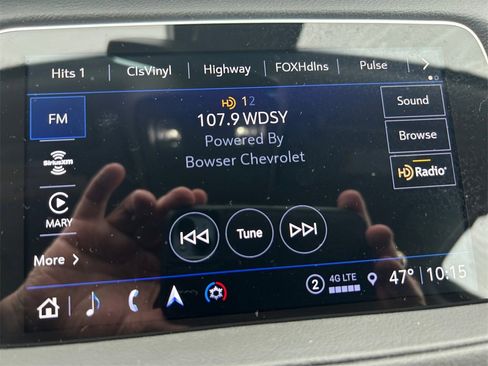 Hits 1 ClsVinyl Highway FOXHdlns Pulse
FM
HD 1 2
107.9 WDSY
Powered By
Bowser Chevrolet
Sound
Browse
HD Radio
SiriusXM
MARY
More
Tune
2 4G LTE 47° 10:15